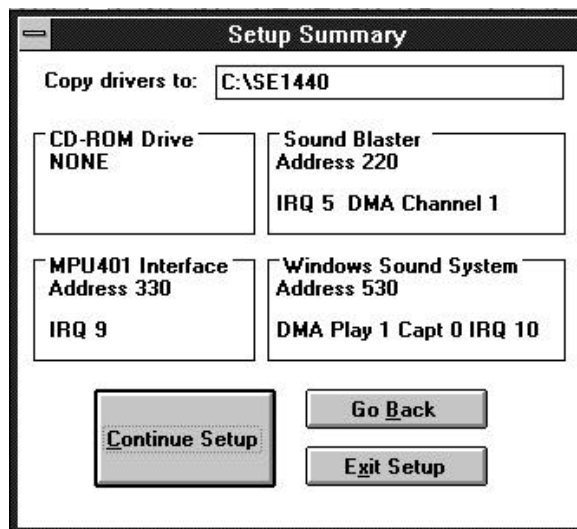 Setup Summary
Copy drivers to: C:\SE1440
CD-ROM Drive
NONE
Sound Blaster
Address 220
IRQ 5 DMA Channel 1
MPU401 Interface
Address 330
IRQ 9
Windows Sound System
Address 530
DMA Play 1 Capt 0 IRQ 10
Continue Setup
Go Back
Exit Setup